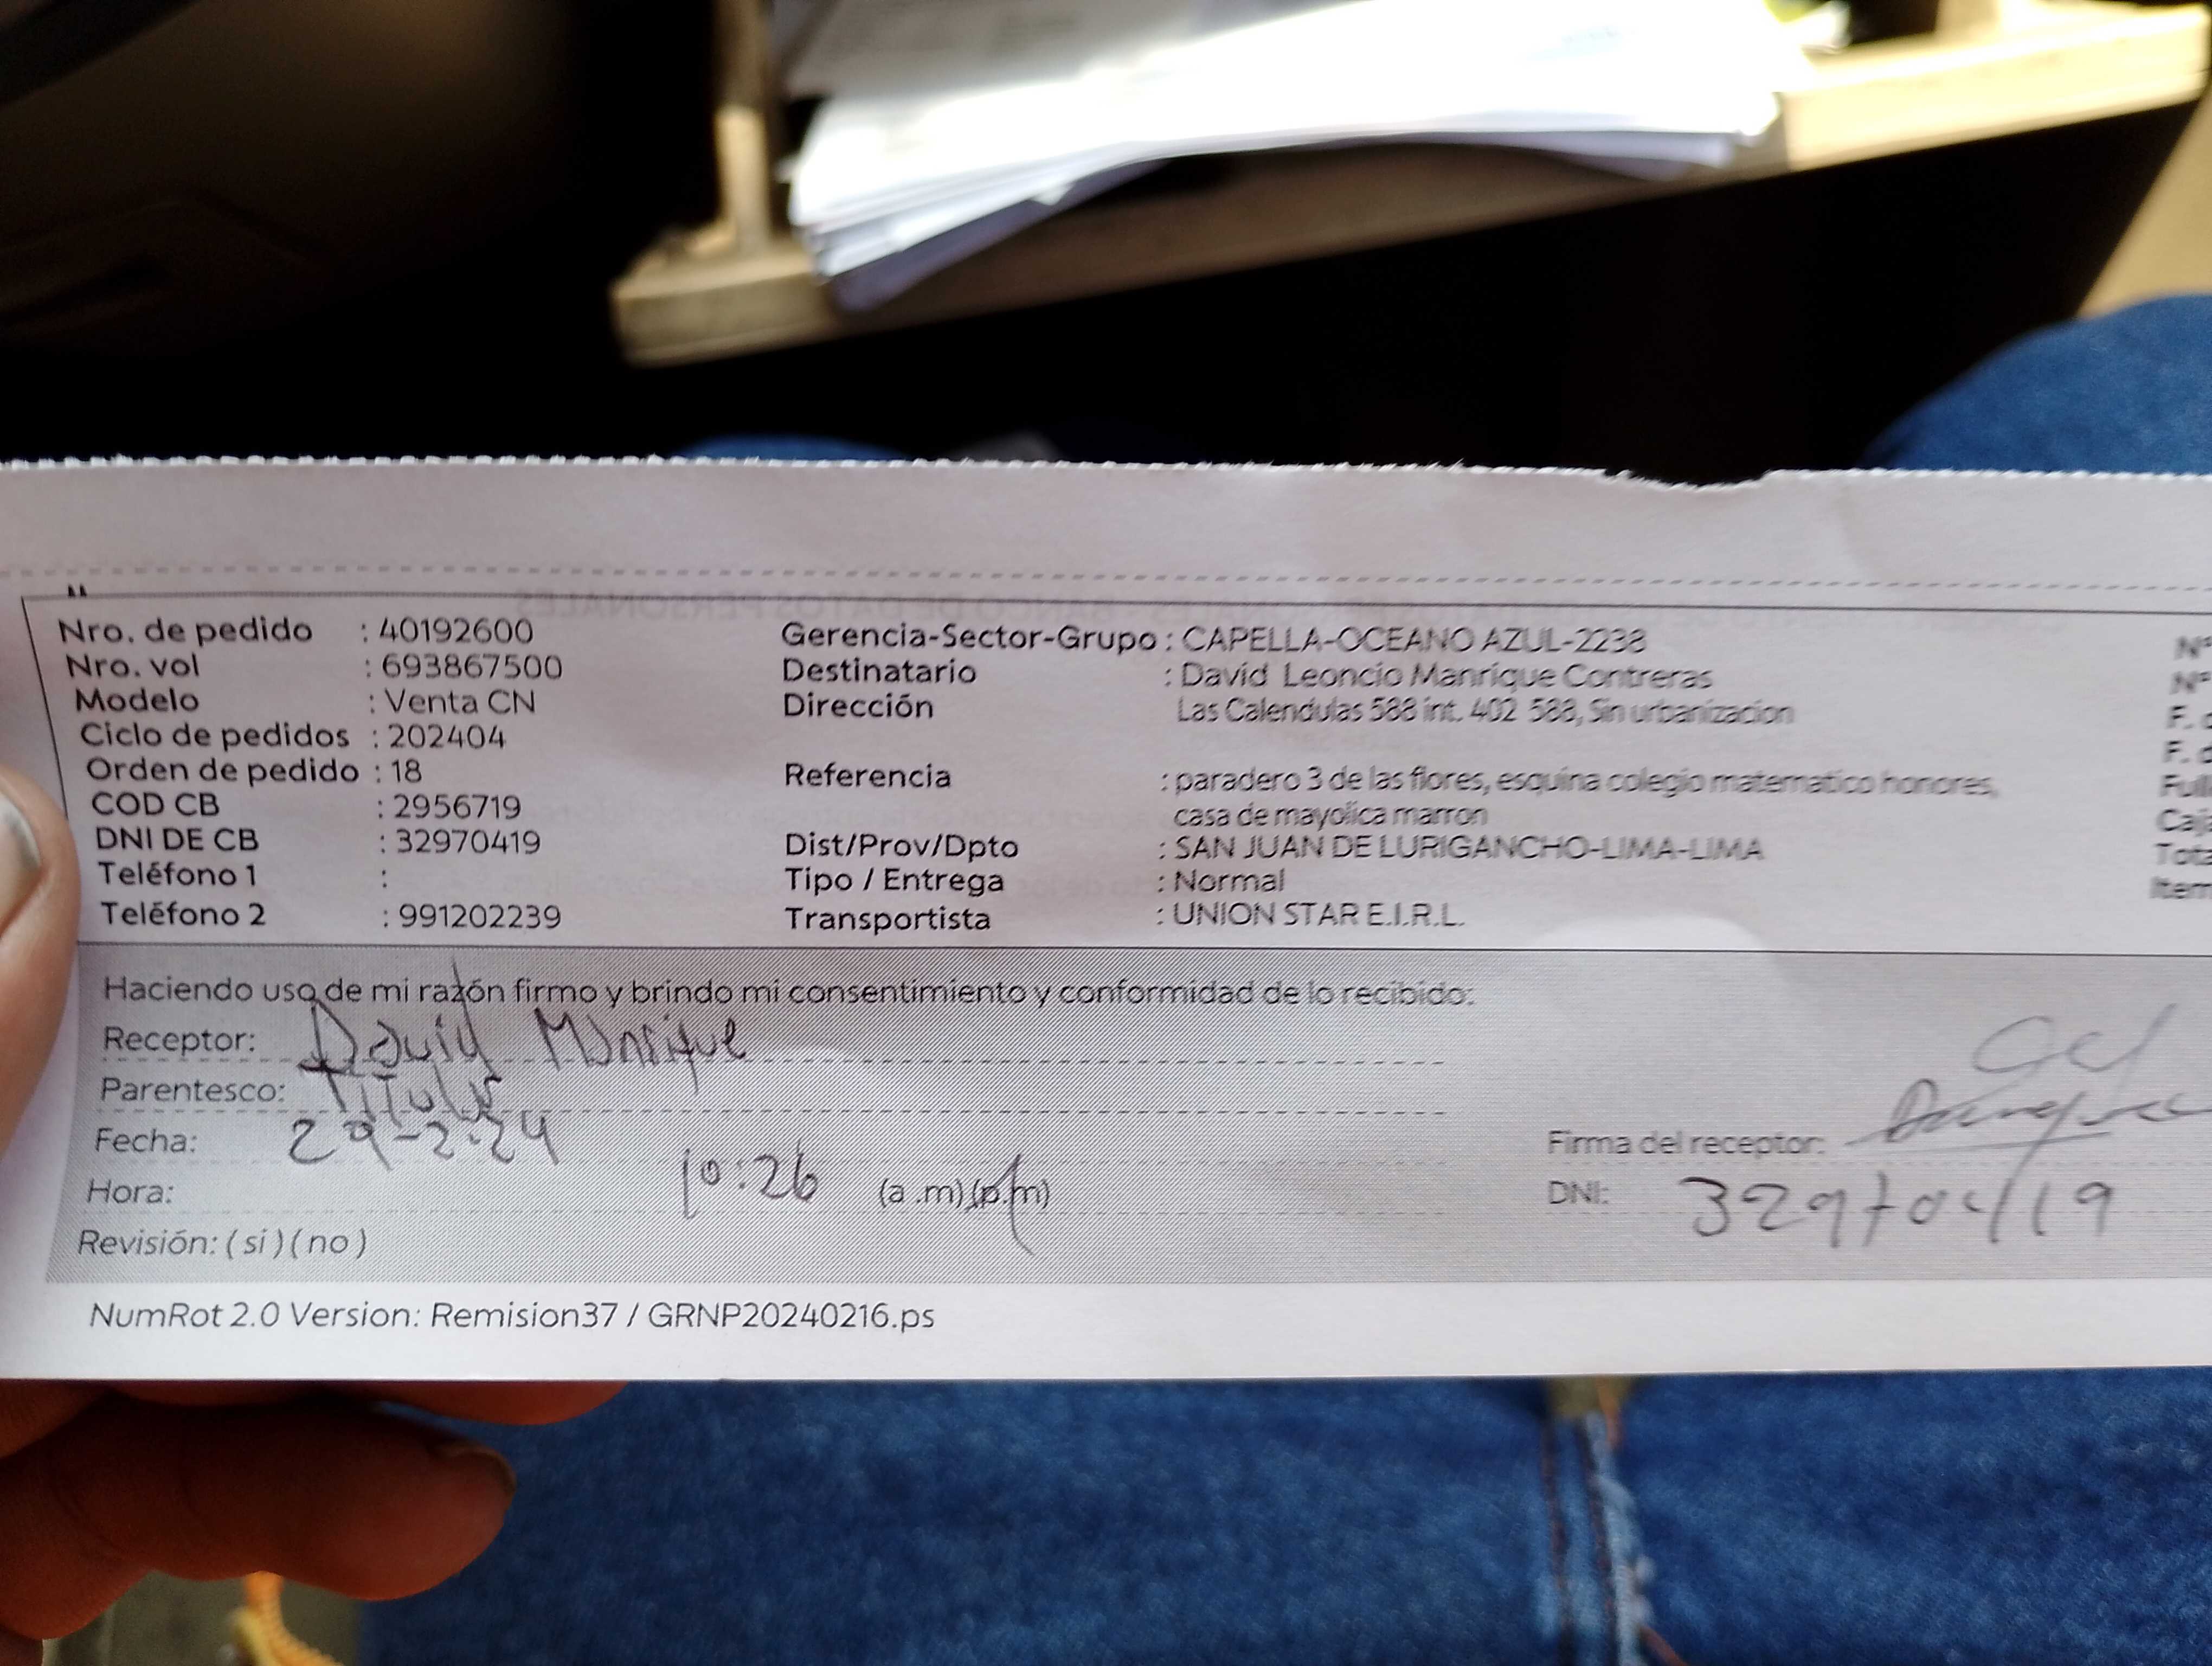 Nro. de pedido : 40192600
Nro. vol : 693867500
Modelo : Venta CN
Ciclo de pedidos : 202404
Orden de pedido : 18
COD CB : 2956719
DNI DE CB : 32970419
Teléfono 1 :
Teléfono 2 : 991202239
Gerencia-Sector-Grupo : CAPELLA-OCEANO AZUL-2238
Destinatario : David Leoncio Manrique Contreras
Dirección Las Calendulas 588 int. 402 588, Sin urbanizacion
Referencia : paradero 3 de las flores, esquina colegio matematico honores,
casa de mayolica marron
Dist/Prov/Dpto : SAN JUAN DE LURIGANCHO-LIMA-LIMA
Tipo / Entrega : Normal
Transportista : UNION STAR E.I.R.L.
N°
N°
F.
F. d
Full
Caj
Tota
Item
Haciendo uso de mi razón firmo y brindo mi consentimiento y conformidad de lo recibido:
Receptor: David Manrique
Parentesco: Titular
Fecha: 29-2-24
Hora: 10:26 (a .m) (p.m)
Revisión: ( si ) ( no )
Firma del receptor:
DNI: 32970419
NumRot 2.0 Version: Remision37 / GRNP20240216.ps